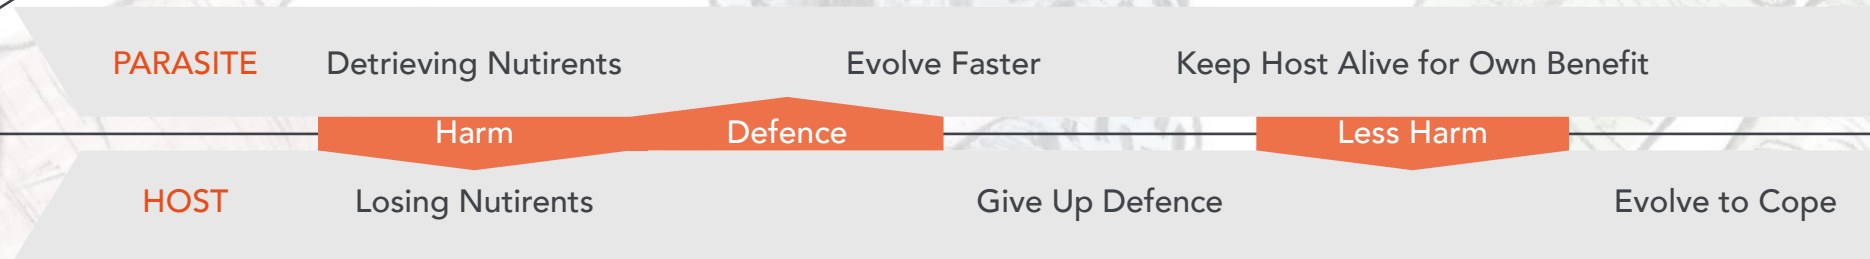 PARASITE Detrieving Nutirents Evolve Faster Keep Host Alive for Own Benefit
Harm Defence Less Harm
HOST Losing Nutirents Give Up Defence Evolve to Cope